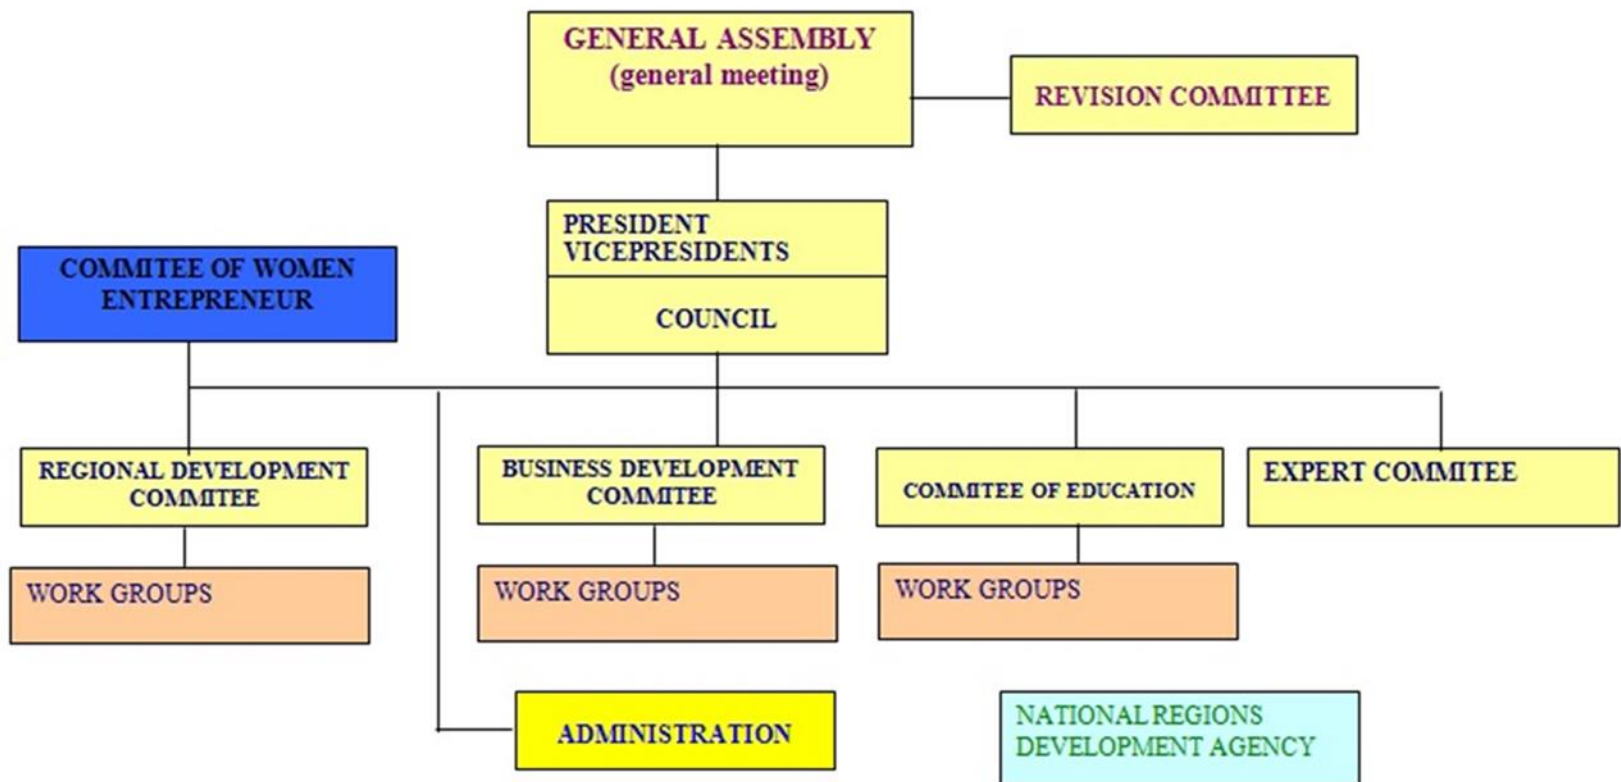 GENERAL ASSEMBLY
(general meeting)
REVISION COMMITTEE
PRESIDENT
VICEPRESIDENTS
COUNCIL
COMMITEE OF WOMEN
ENTREPRENEUR
REGIONAL DEVELOPMENT
COMMITEE
BUSINESS DEVELOPMENT
COMMITEE
COMMITEE OF EDUCATION
EXPERT COMMITEE
WORK GROUPS
WORK GROUPS
WORK GROUPS
ADMINISTRATION
NATIONAL REGIONS
DEVELOPMENT AGENCY